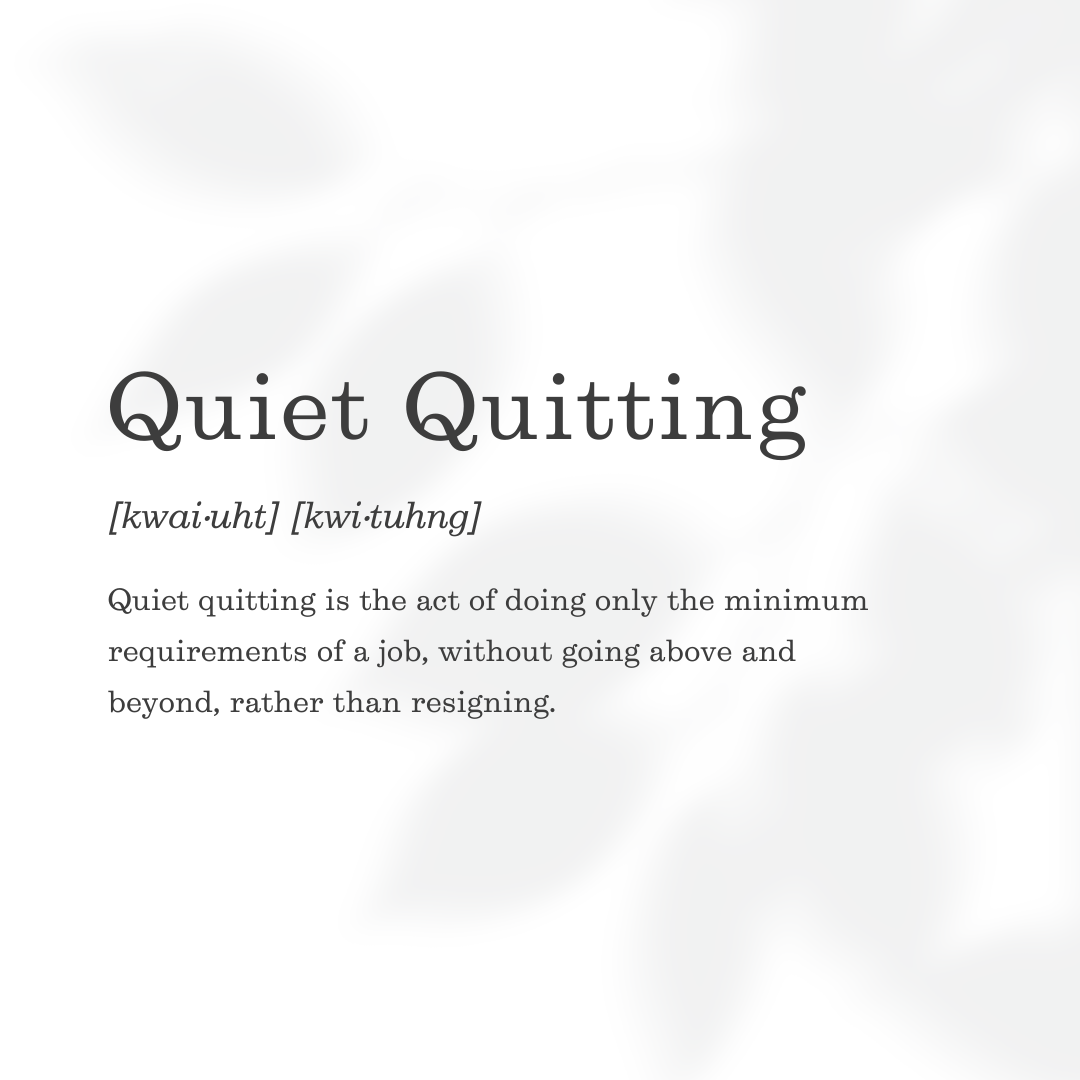 Quiet Quitting
[kwai·uht] [kwi·tuhng]
Quiet quitting is the act of doing only the minimum
requirements of a job, without going above and
beyond, rather than resigning.